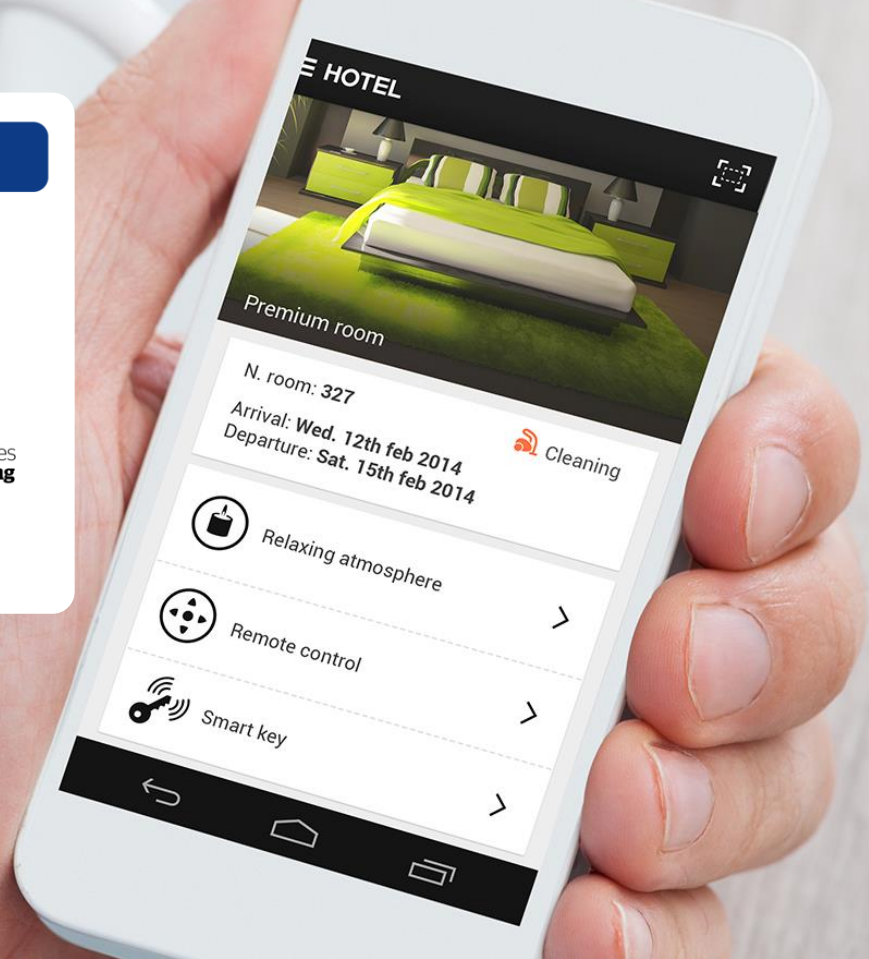 HOTEL
Premium room
N. room: 327
Arrival: Wed. 12th feb 2014
Departure: Sat. 15th feb 2014
Cleaning
Relaxing atmosphere
Remote control
Smart key